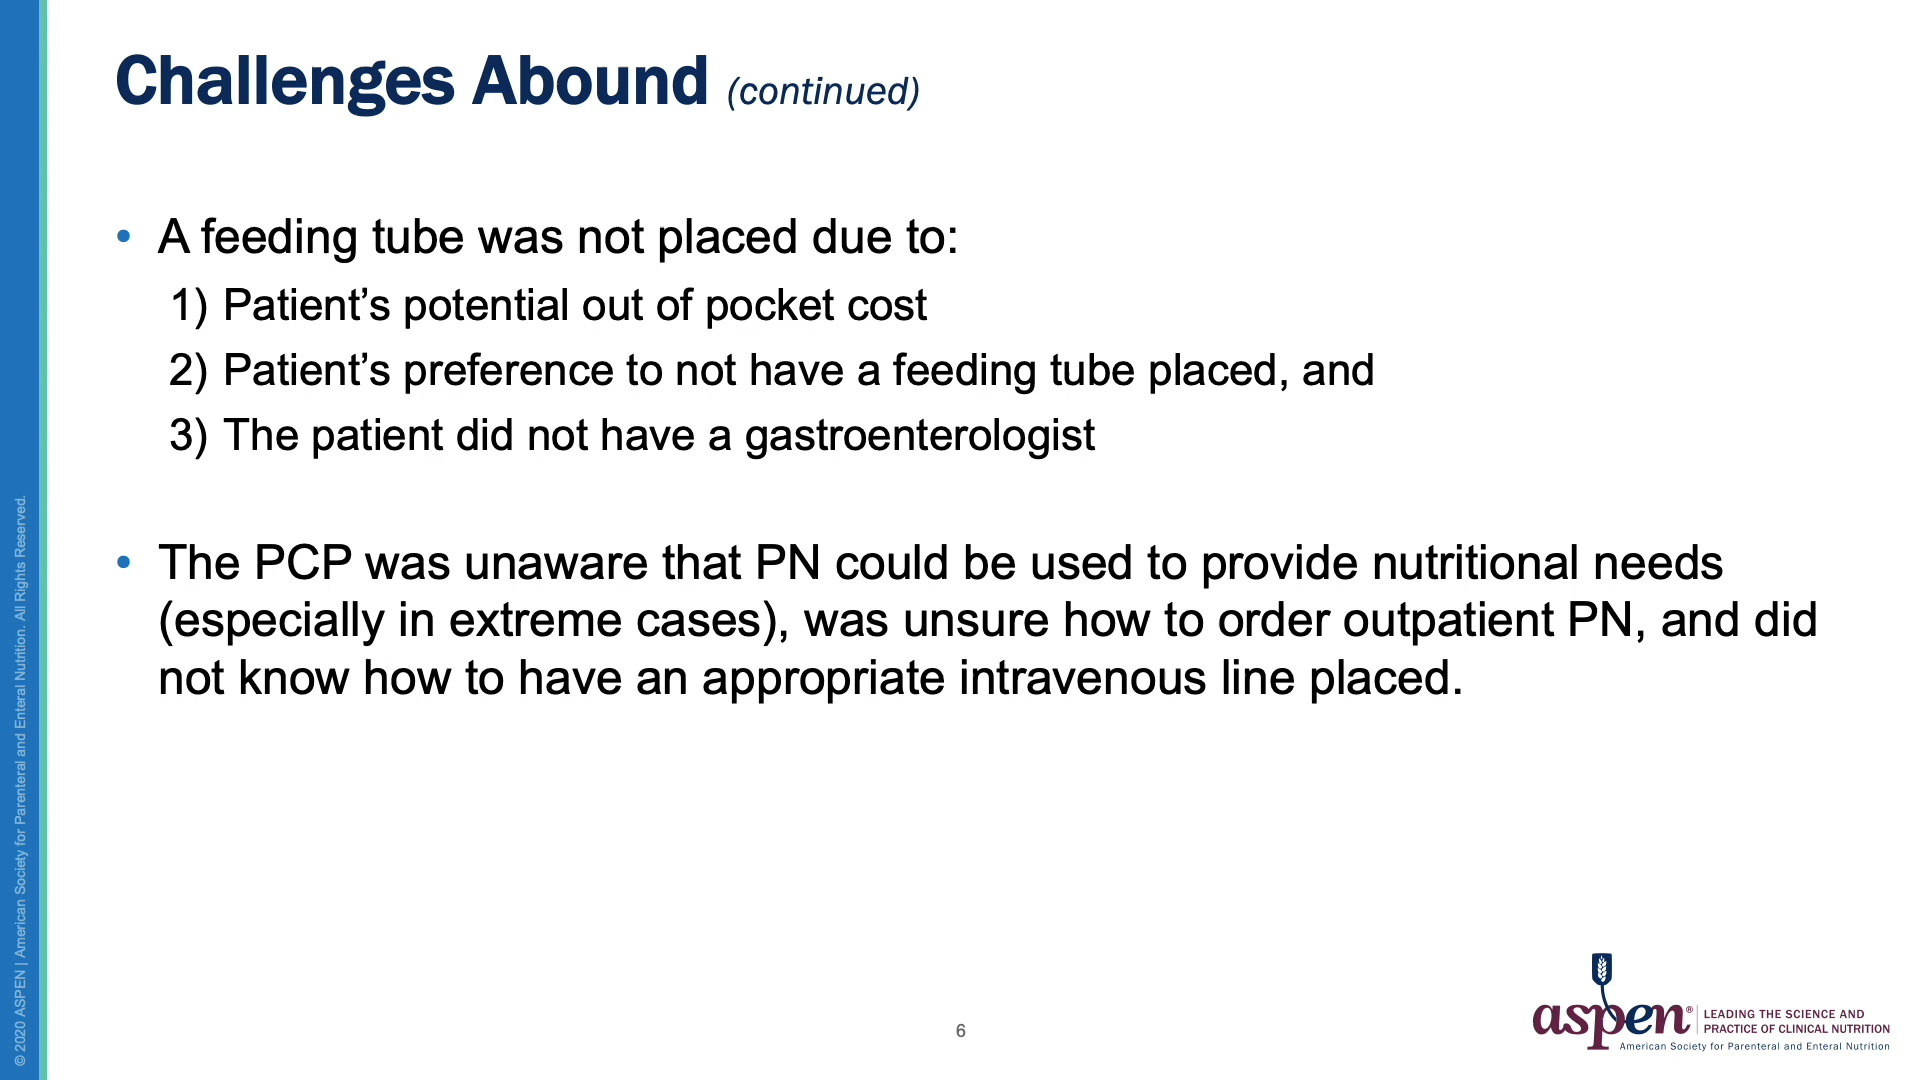 Challenges Abound (continued)
• A feeding tube was not placed due to:
1) Patient’s potential out of pocket cost
2) Patient’s preference to not have a feeding tube placed, and
3) The patient did not have a gastroenterologist
• The PCP was unaware that PN could be used to provide nutritional needs
(especially in extreme cases), was unsure how to order outpatient PN, and did
not know how to have an appropriate intravenous line placed.
© 2020 ASPEN | American Society for Parenteral and Enteral Nutrition. All Rights Reserved.
6
aspen®
LEADING THE SCIENCE AND
PRACTICE OF CLINICAL NUTRITION
American Society for Parenteral and Enteral Nutrition